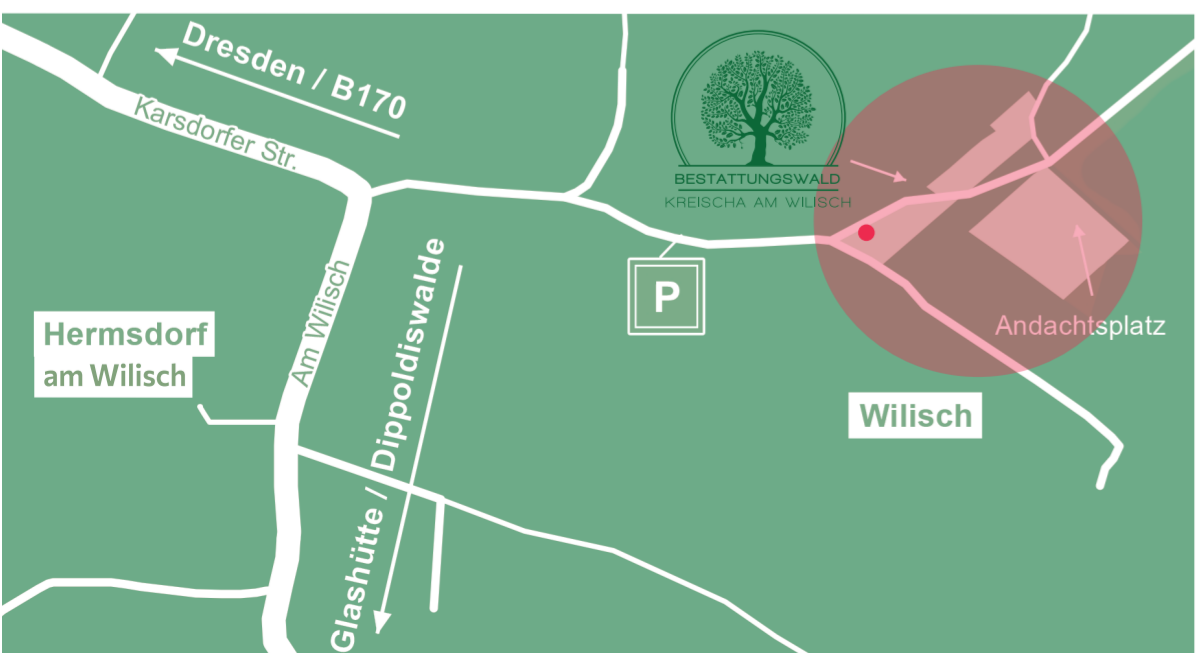 Dresden / B170
Karsdorfer Str.
BESTATTUNGSWALD
KREISCHA AM WILISCH
Am Wilisch
Glashütte / Dippoldiswalde
P
Hermsdorf
am Wilisch
Andachtsplatz
Wilisch